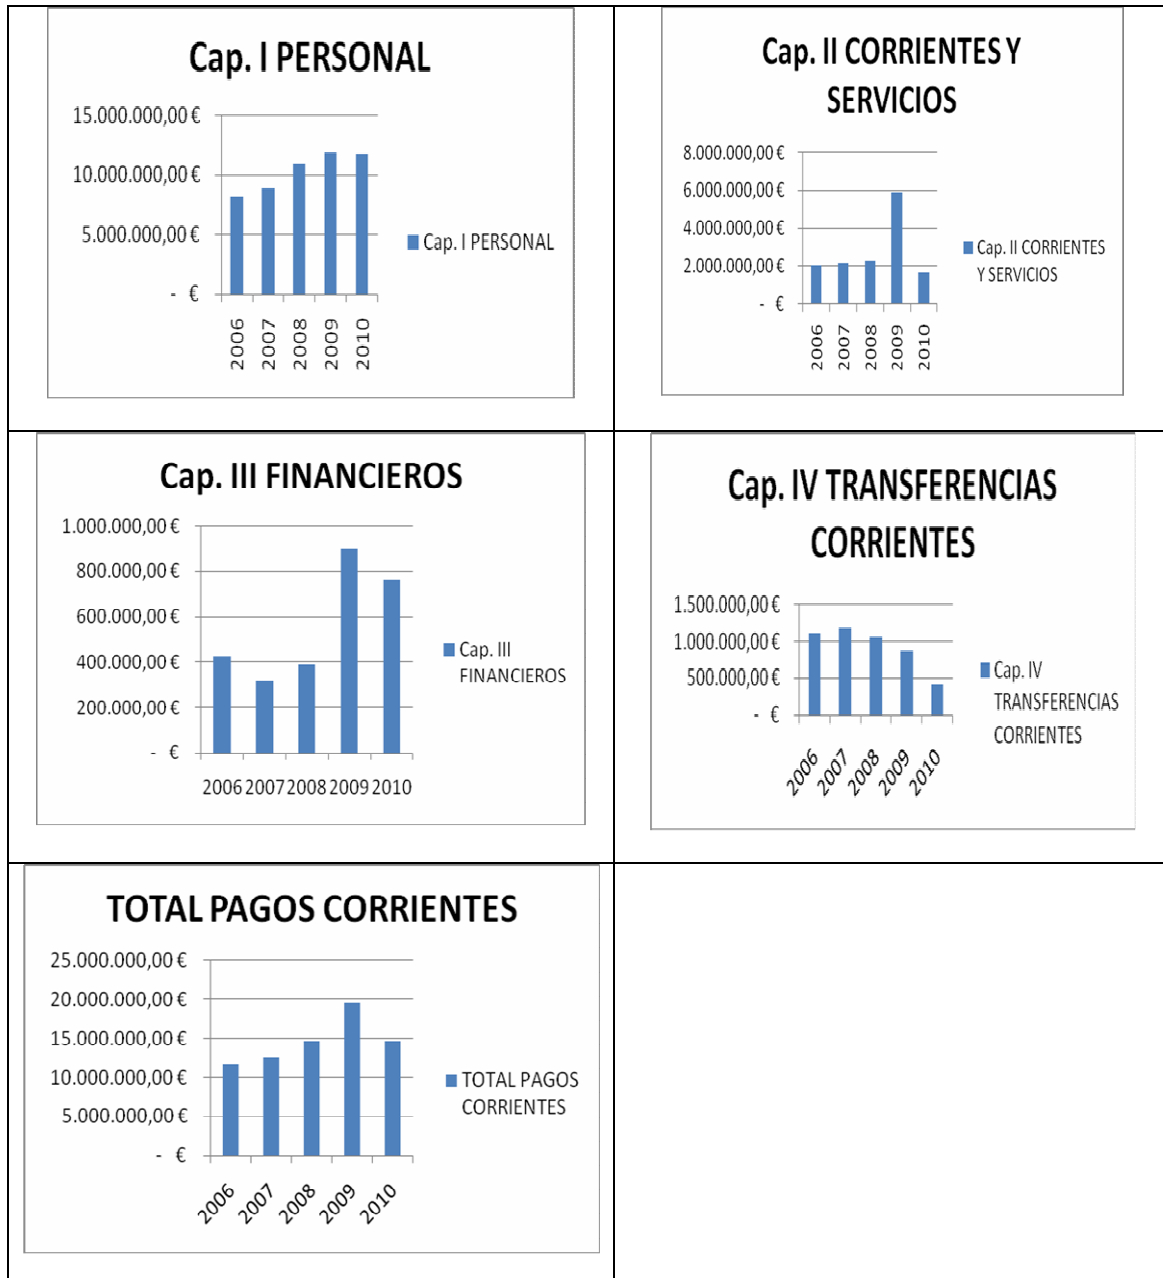 Cap. I PERSONAL
15.000.000,00 €
10.000.000,00 €
5.000.000,00 €
- €
2006 2007 2008 2009 2010
Cap. I PERSONAL
Cap. II CORRIENTES Y
SERVICIOS
8.000.000,00 €
6.000.000,00 €
4.000.000,00 €
2.000.000,00 €
- €
2006 2007 2008 2009 2010
Cap. II CORRIENTES
Y SERVICIOS
Cap. III FINANCIEROS
1.000.000,00 €
800.000,00 €
600.000,00 €
400.000,00 €
200.000,00 €
- €
2006 2007 2008 2009 2010
Cap. III
FINANCIEROS
Cap. IV TRANSFERENCIAS
CORRIENTES
1.500.000,00 €
1.000.000,00 €
500.000,00 €
- €
2006 2007 2008 2009 2010
Cap. IV
TRANSFERENCIAS
CORRIENTES
TOTAL PAGOS CORRIENTES
25.000.000,00 €
20.000.000,00 €
15.000.000,00 €
10.000.000,00 €
5.000.000,00 €
- €
2006 2007 2008 2009 2010
TOTAL PAGOS
CORRIENTES